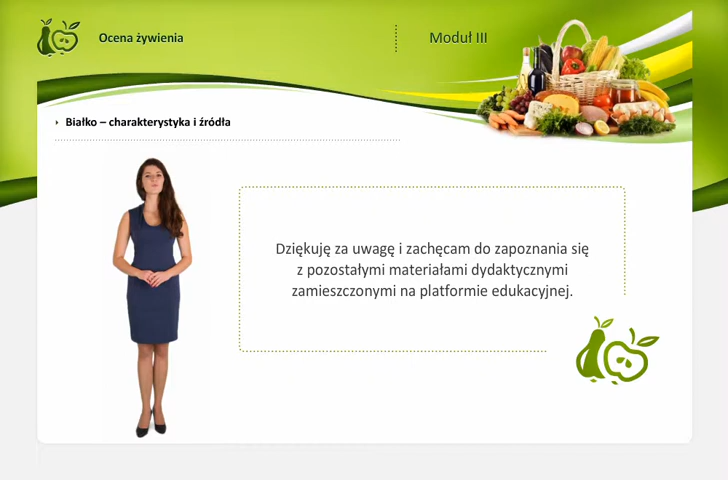 Ocena żywienia
Moduł III
Białko – charakterystyka i źródła
Dziękuję za uwagę i zachęcam do zapoznania się
z pozostałymi materiałami dydaktycznymi
zamieszczonymi na platformie edukacyjnej.